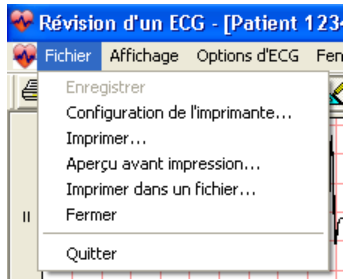 Révision d'un ECG - [Patient 1234
Fichier Affichage Options d'ECG Fen
Enregistrer
Configuration de l'imprimante...
Imprimer...
Aperçu avant impression...
Imprimer dans un fichier...
II
Fermer
Quitter